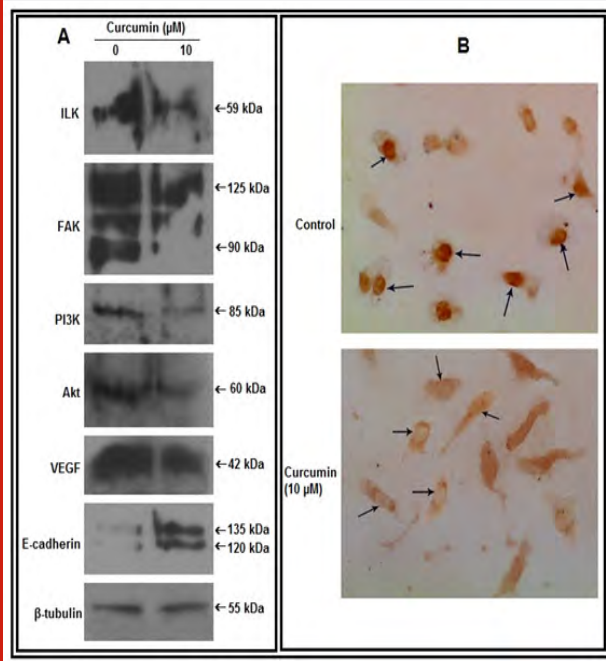 A
Curcumin (µM)
0 10
ILK
←59 kDa
FAK
←125 kDa
←90 kDa
PI3K
←85 kDa
Akt
←60 kDa
VEGF
←42 kDa
E-cadherin
←135 kDa
←120 kDa
β-tubulin
←55 kDa
B
Control
Curcumin
(10 µM)